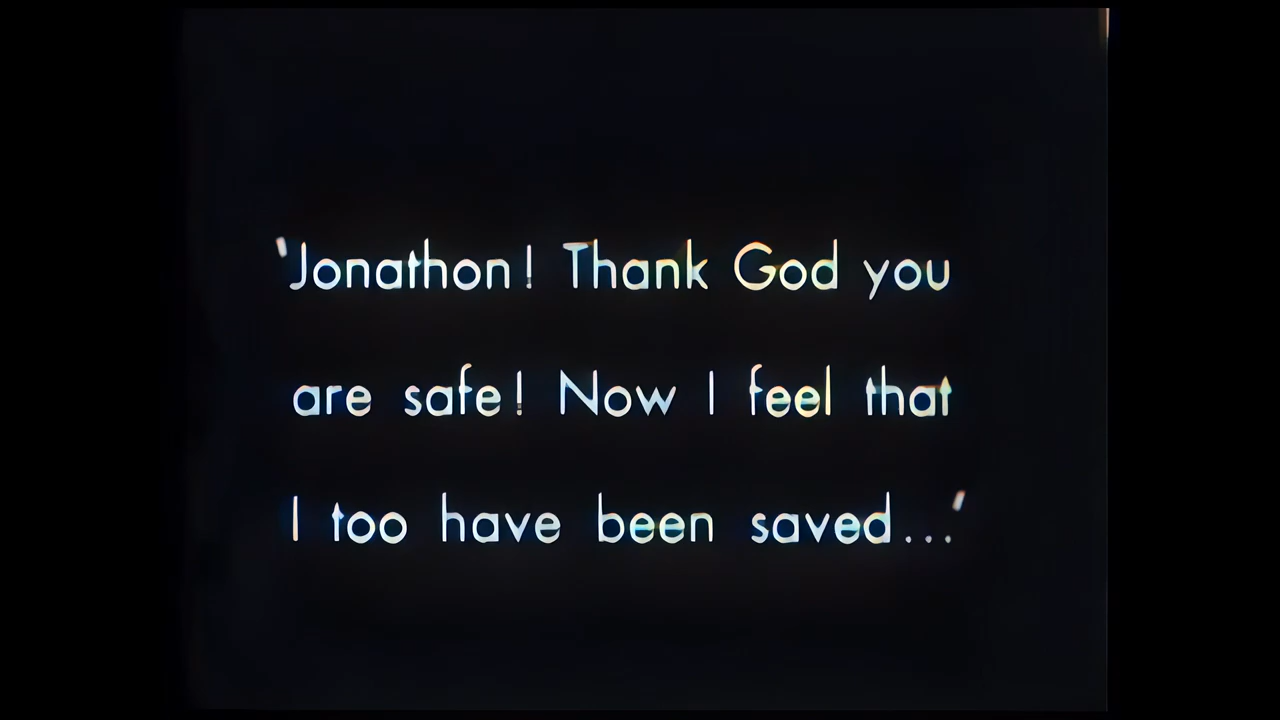 'Jonathon! Thank God you
are safe! Now I feel that
I too have been saved...'